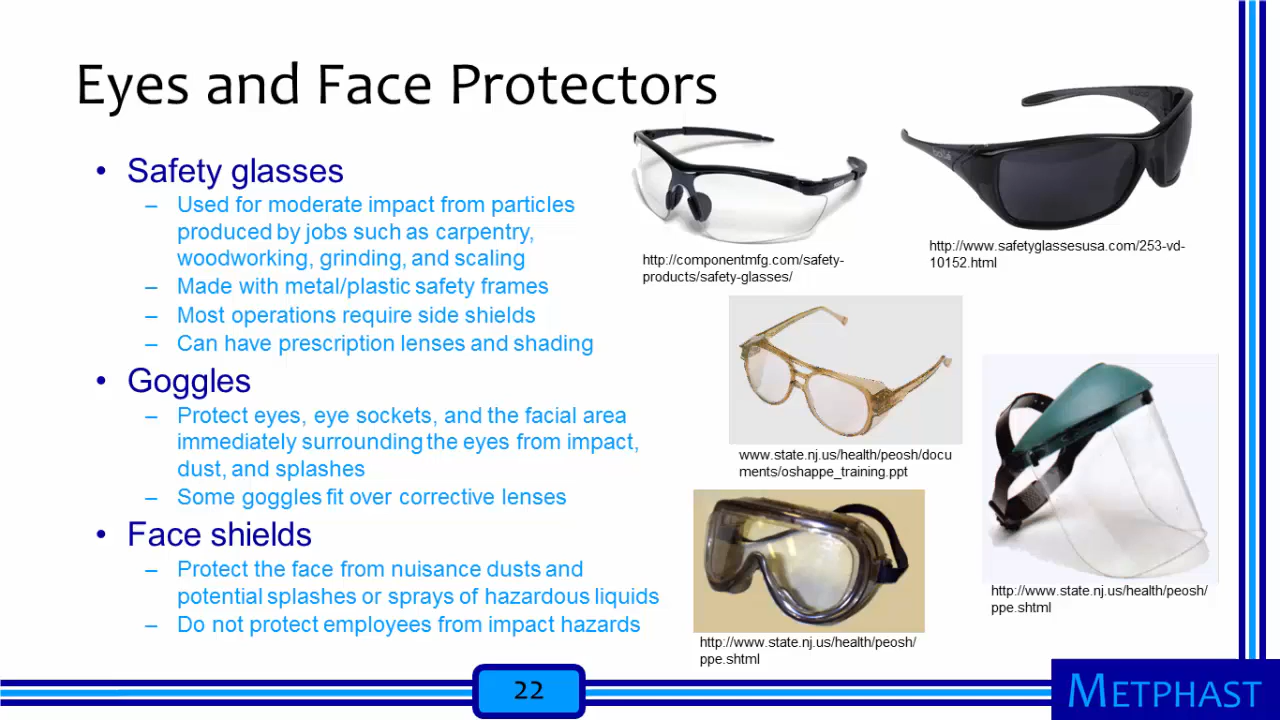 Eyes and Face Protectors
• Safety glasses
– Used for moderate impact from particles
produced by jobs such as carpentry,
woodworking, grinding, and scaling
– Made with metal/plastic safety frames
– Most operations require side shields
– Can have prescription lenses and shading
• Goggles
– Protect eyes, eye sockets, and the facial area
immediately surrounding the eyes from impact,
dust, and splashes
– Some goggles fit over corrective lenses
• Face shields
– Protect the face from nuisance dusts and
potential splashes or sprays of hazardous liquids
– Do not protect employees from impact hazards
http://componentmfg.com/safety-
products/safety-glasses/
http://www.safetyglassesusa.com/253-vd-
10152.html
www.state.nj.us/health/peosh/docu
ments/oshappe_training.ppt
http://www.state.nj.us/health/peosh/
ppe.shtml
http://www.state.nj.us/health/peosh/
ppe.shtml
22
METPHAST